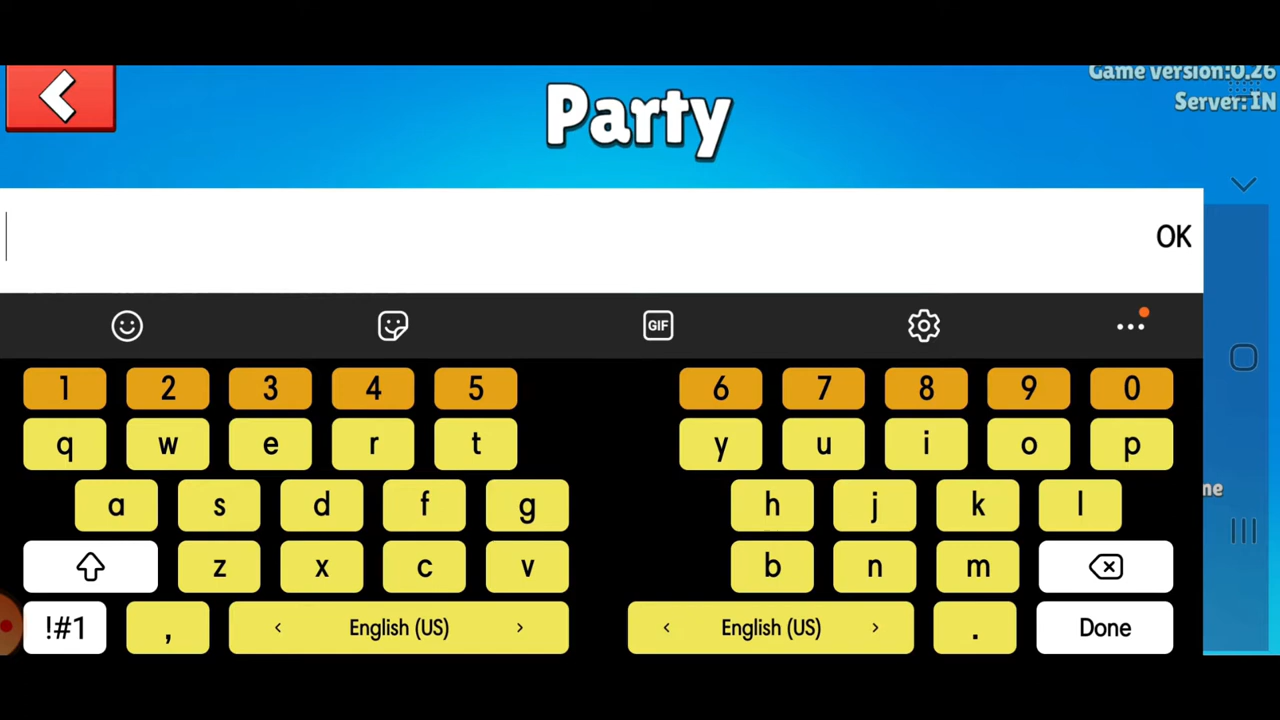 Game version:0.26
Server:IN
Party
OK
GIF
1 2 3 4 5 6 7 8 9 0
q w e r t y u i o p
a s d f g h j k l
z x c v b n m
!#1 , English (US) English (US) . Done